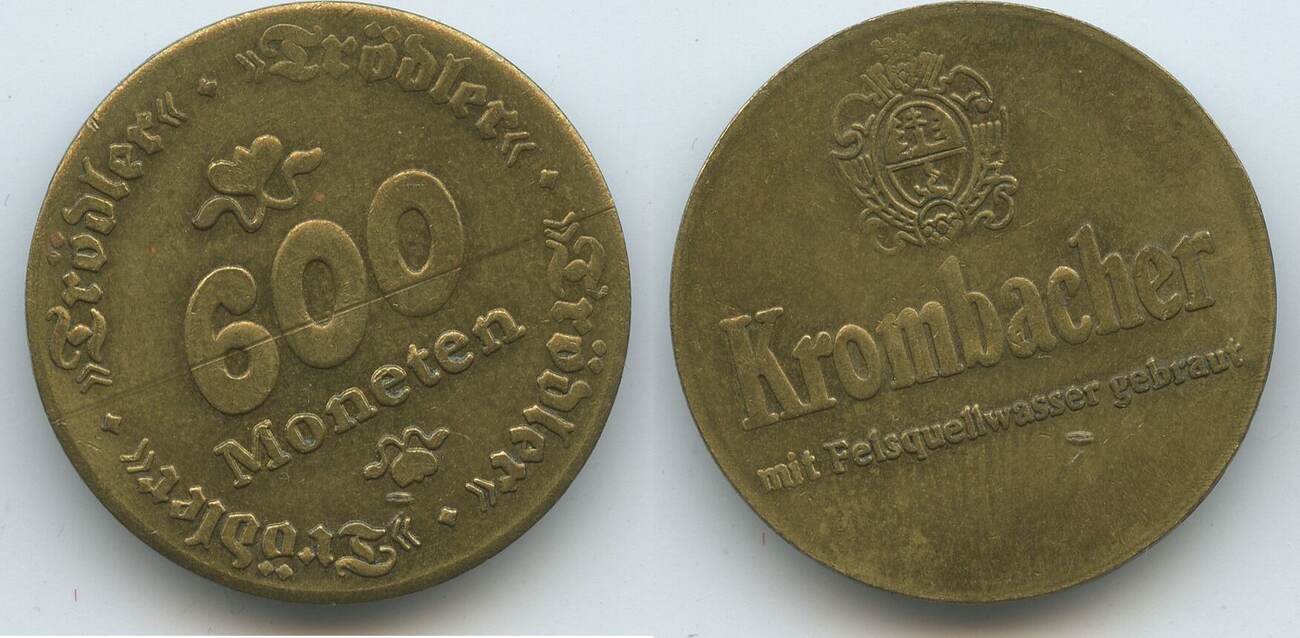 »Trödler« · »Trödler« · »Trödler« · »Trödler« · »Trödler« ·
600
Moneten
Krombacher
mit Felsquellwasser gebraut